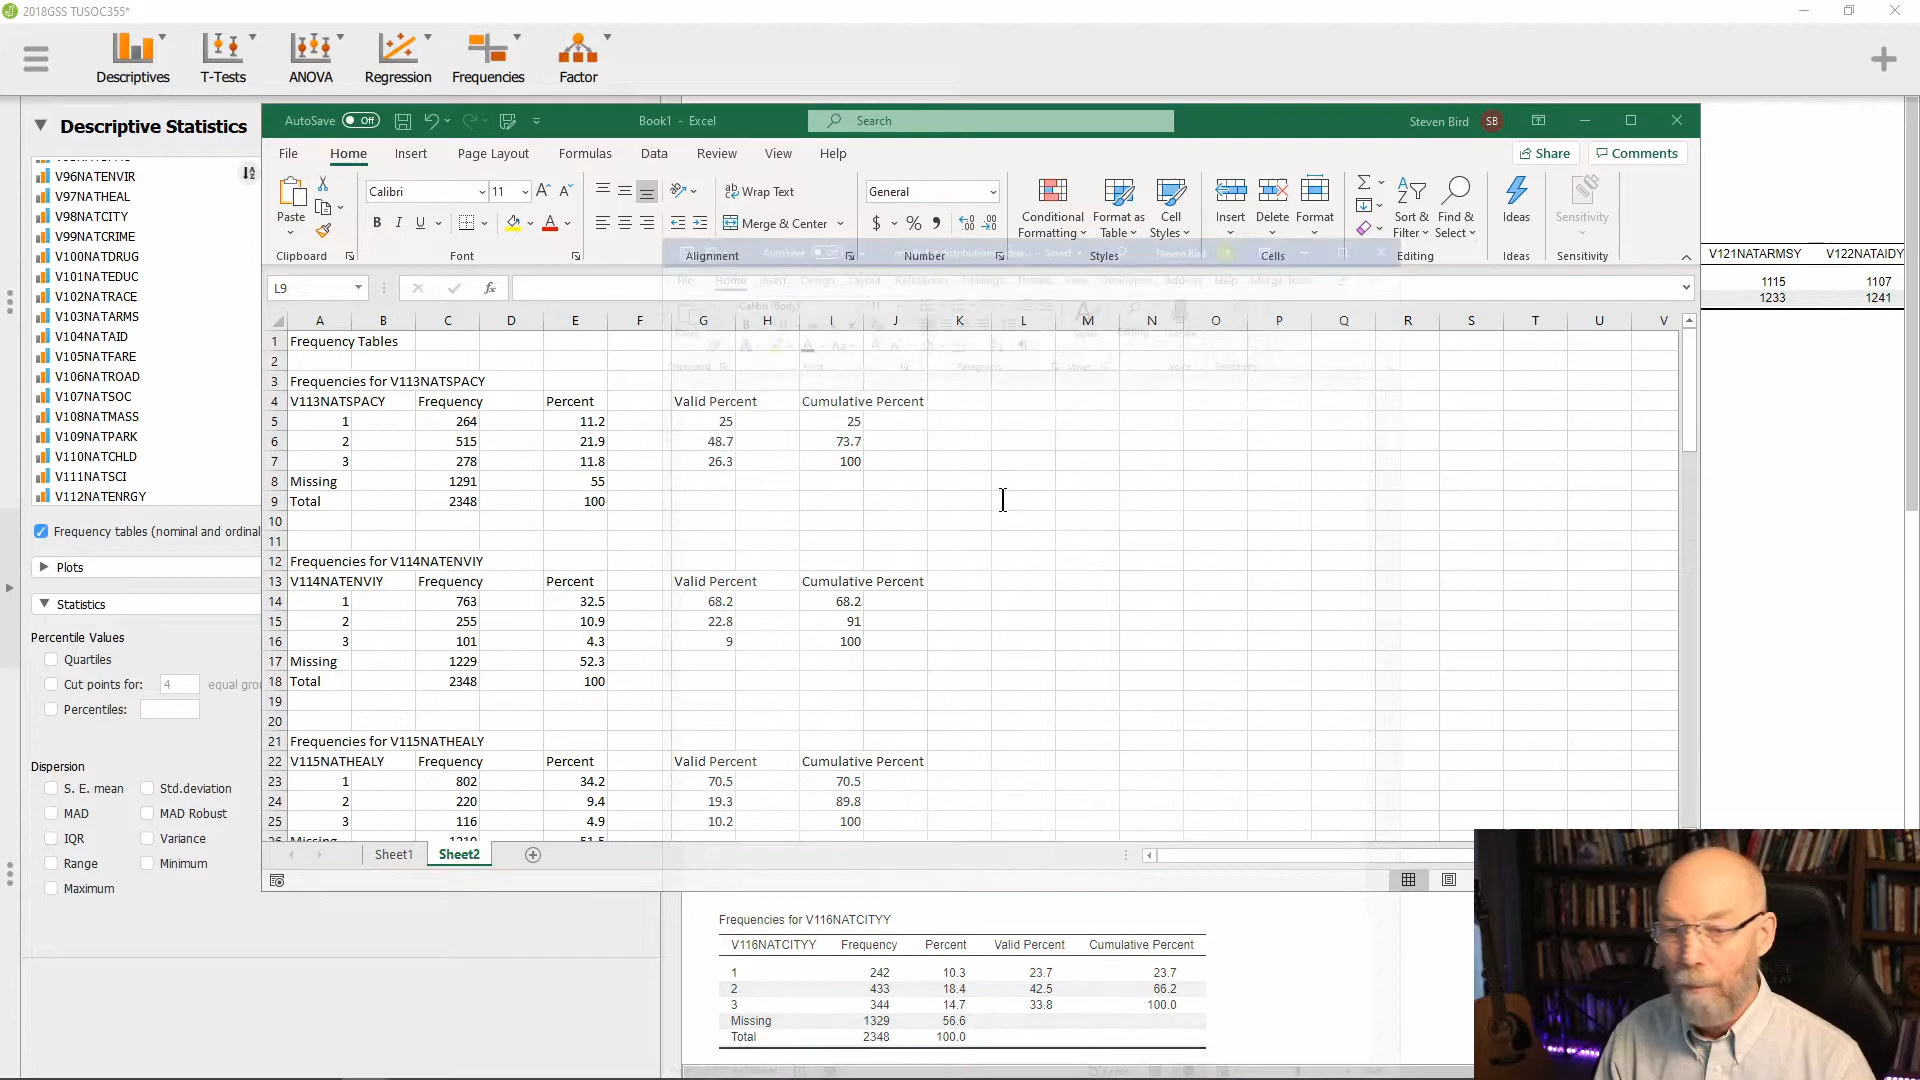 2018GSS TUSOC355*
Descriptives T-Tests ANOVA Regression Frequencies Factor
Descriptive Statistics
V96NATENVIR
V97NATHEAL
V98NATCITY
V99NATCRIME
V100NATDRUG
V101NATEDUC
V102NATRACE
V103NATARMS
V104NATAID
V105NATFARE
V106NATROAD
V107NATSOC
V108NATMASS
V109NATPARK
V110NATCHLD
V111NATSCI
V112NATENRGY
Frequency tables (nominal and ordinal
Plots
Statistics
Percentile Values
Quartiles
Cut points for: 4 equal gro
Percentiles:
Dispersion
S. E. mean Std.deviation
MAD MAD Robust
IQR Variance
Range Minimum
Maximum
AutoSave Off Book1 - Excel Search Steven Bird SB
File Home Insert Draw Page Layout Formulas Data Review View Help Share Comments
Paste Calibri 11 Wrap Text General Conditional Formatting Format as Table Cell Styles Insert Delete Format Sort & Filter Find & Select Ideas Sensitivity
B I U Merge & Center $ % 9
Clipboard Font Alignment Number Styles Cells Editing Ideas Sensitivity
L9 fx
A B C D E F G H I J K L M N O P Q R S T U V
1 Frequency Tables
2
3 Frequencies for V113NATSPACY
4 V113NATSPACY Frequency Percent Valid Percent Cumulative Percent
5 1 264 11.2 25 25
6 2 515 21.9 48.7 73.7
7 3 278 11.8 26.3 100
8 Missing 1291 55
9 Total 2348 100
10
11
12 Frequencies for V114NATENVIY
13 V114NATENVIY Frequency Percent Valid Percent Cumulative Percent
14 1 763 32.5 68.2 68.2
15 2 255 10.9 22.8 91
16 3 101 4.3 9 100
17 Missing 1229 52.3
18 Total 2348 100
19
20
21 Frequencies for V115NATHEALY
22 V115NATHEALY Frequency Percent Valid Percent Cumulative Percent
23 1 802 34.2 70.5 70.5
24 2 220 9.4 19.3 89.8
25 3 116 4.9 10.2 100
Sheet1 Sheet2
V121NATARMSY V122NATAIDY
1115 1107
1233 1241
Frequencies for V116NATCITYY
V116NATCITYY Frequency Percent Valid Percent Cumulative Percent
1 242 10.3 23.7 23.7
2 433 18.4 42.5 66.2
3 344 14.7 33.8 100.0
Missing 1329 56.6
Total 2348 100.0